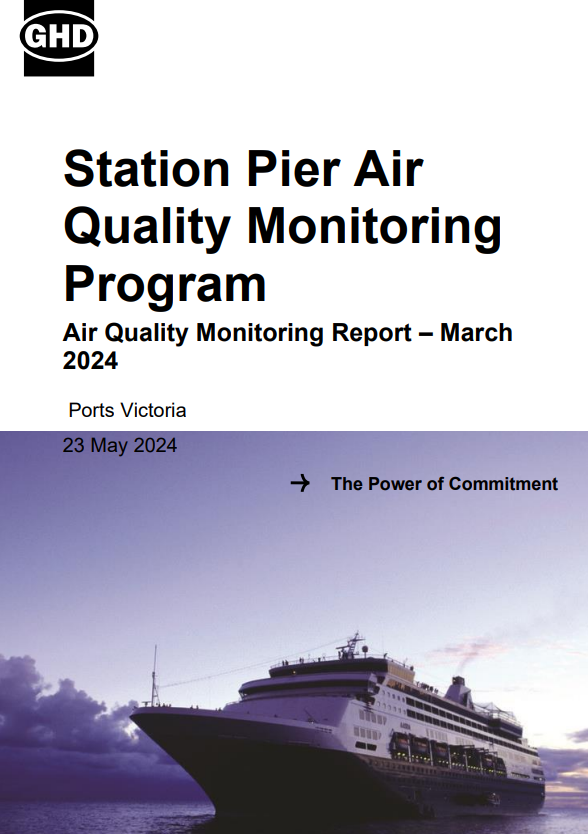 GHD
Station Pier Air
Quality Monitoring
Program
Air Quality Monitoring Report – March
2024
Ports Victoria
23 May 2024
The Power of Commitment